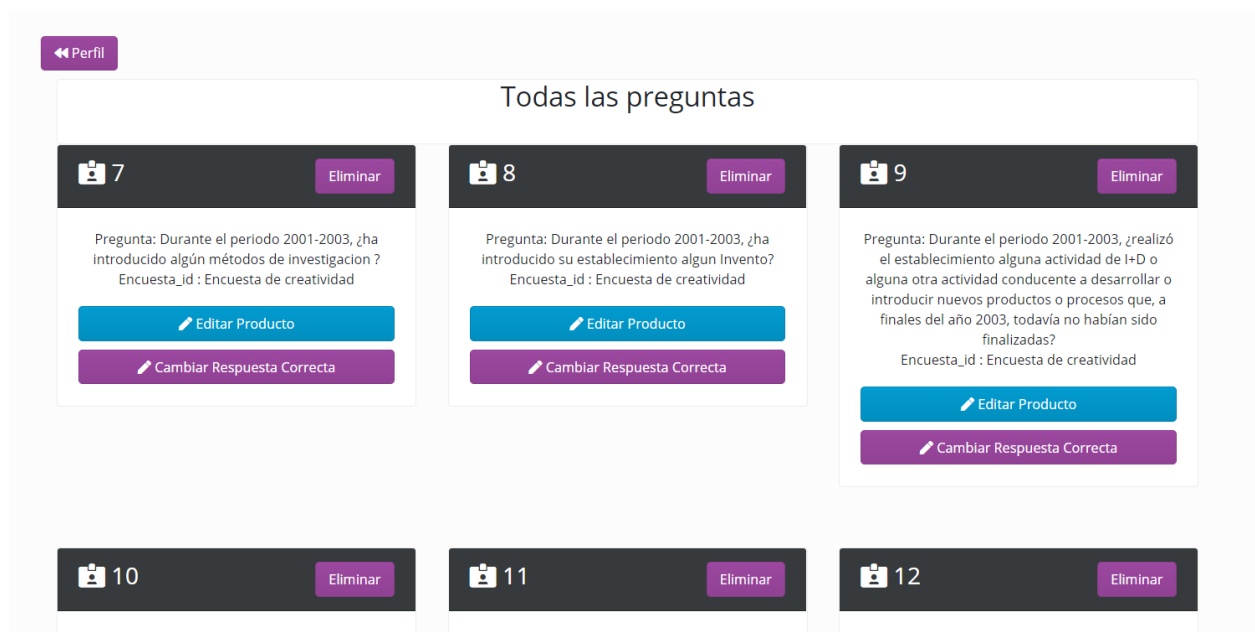 Perfil
Todas las preguntas
7
Eliminar
Pregunta: Durante el periodo 2001-2003, ¿ha
introducido algún métodos de investigacion ?
Encuesta_id : Encuesta de creatividad
Editar Producto
Cambiar Respuesta Correcta
8
Eliminar
Pregunta: Durante el periodo 2001-2003, ¿ha
introducido su establecimiento algun Invento?
Encuesta_id : Encuesta de creatividad
Editar Producto
Cambiar Respuesta Correcta
9
Eliminar
Pregunta: Durante el periodo 2001-2003, ¿realizó
el establecimiento alguna actividad de I+D o
alguna otra actividad conducente a desarrollar o
introducir nuevos productos o procesos que, a
finales del año 2003, todavía no habían sido
finalizadas?
Encuesta_id : Encuesta de creatividad
Editar Producto
Cambiar Respuesta Correcta
10
Eliminar
11
Eliminar
12
Eliminar